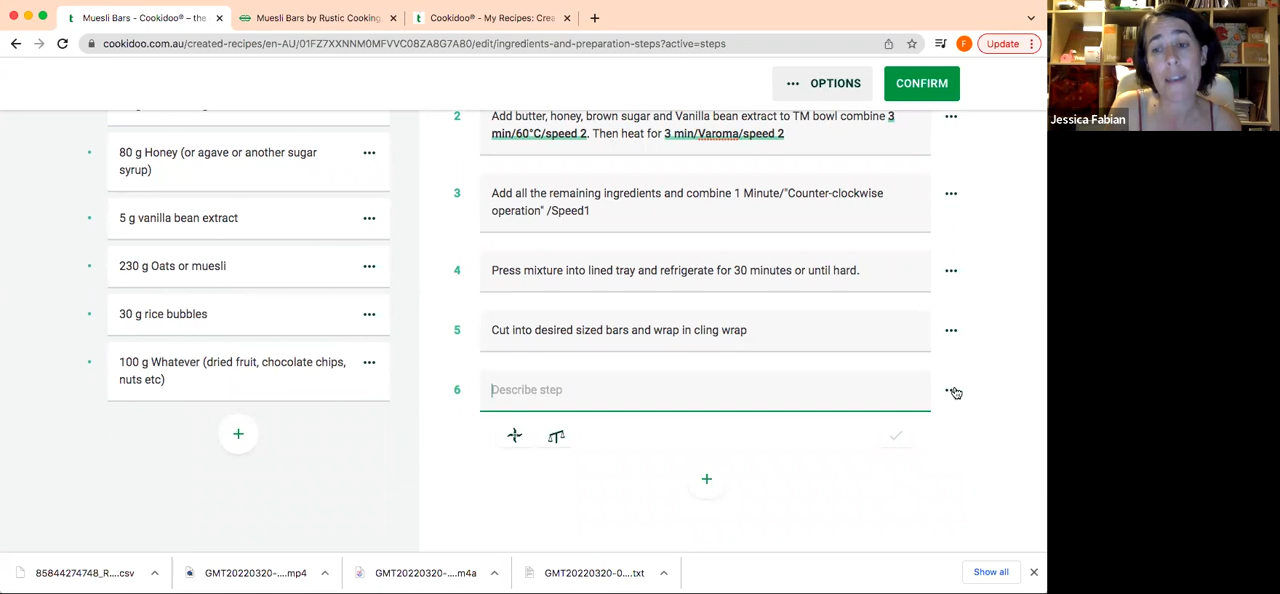 Muesli Bars - Cookidoo® – the
Muesli Bars by Rustic Cooking.
Cookidoo® - My Recipes: Crea
cookidoo.com.au/created-recipes/en-AU/01FZ7XXNNM0MFVVC08ZA8G7A80/edit/ingredients-and-preparation-steps?active=steps
F
Update
OPTIONS
CONFIRM
Jessica Fabian
80 g Honey (or agave or another sugar
syrup)
5 g vanilla bean extract
230 g Oats or muesli
30 g rice bubbles
100 g Whatever (dried fruit, chocolate chips,
nuts etc)
2
Add butter, honey, brown sugar and Vanilla bean extract to TM bowl combine 3
min/60°C/speed 2. Then heat for 3 min/Varoma/speed 2
3
Add all the remaining ingredients and combine 1 Minute/"Counter-clockwise
operation" /Speed1
4
Press mixture into lined tray and refrigerate for 30 minutes or until hard.
5
Cut into desired sized bars and wrap in cling wrap
6
Describe step
85844274748_R....csv
GMT20220320-....mp4
GMT20220320-....m4a
GMT20220320-0....txt
Show all